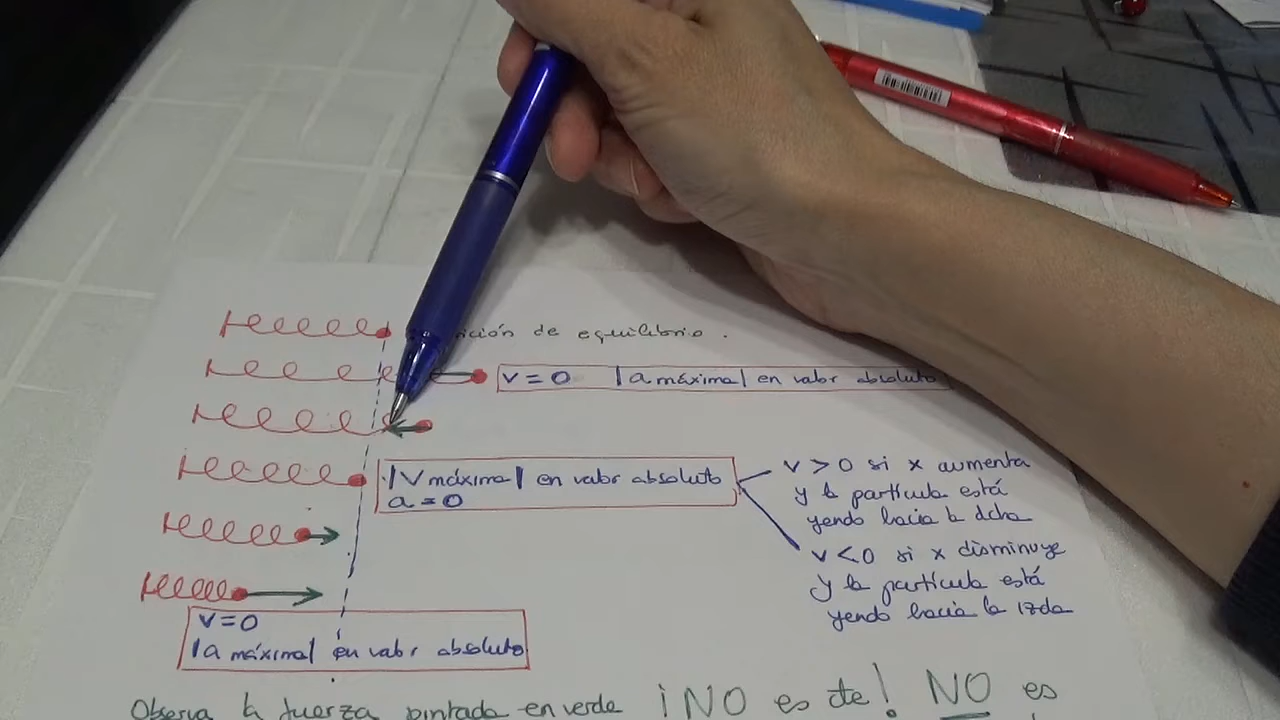 de equilibrio.
v = 0 |a máxima| en valor absoluto
|v máxima| en valor absoluto
a = 0
v > 0 si x aumenta
y la partícula está
yendo hacia la dcha
v < 0 si x disminuye
y la partícula está
yendo hacia la izda
v = 0
|a máxima| en valor absoluto
Observa la fuerza pintada en verde ¡NO es cte! NO es